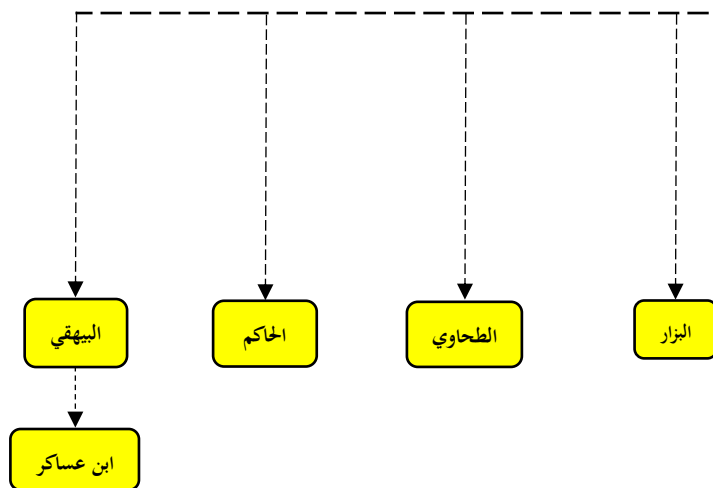 البزار
الطحاوي
الحاكم
البيهقي
ابن عساكر